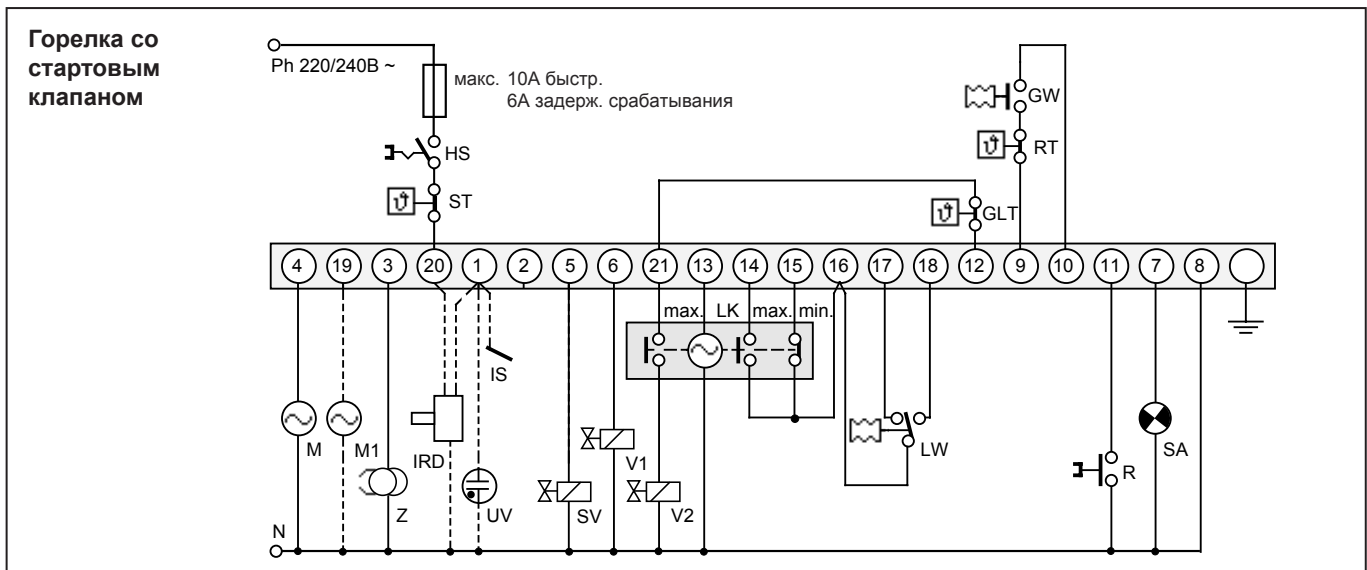 Горелка со
стартовым
клапаном
Ph 220/240В ~
макс. 10А быстр.
6А задерж. срабатывания
HS
ST
GW
RT
GLT
4 19 3 20 1 2 5 6 21 13 14 15 16 17 18 12 9 10 11 7 8
max. LK max. min.
IS
M
M1
IRD
Z
UV
SV
V1
V2
LW
R
SA
N